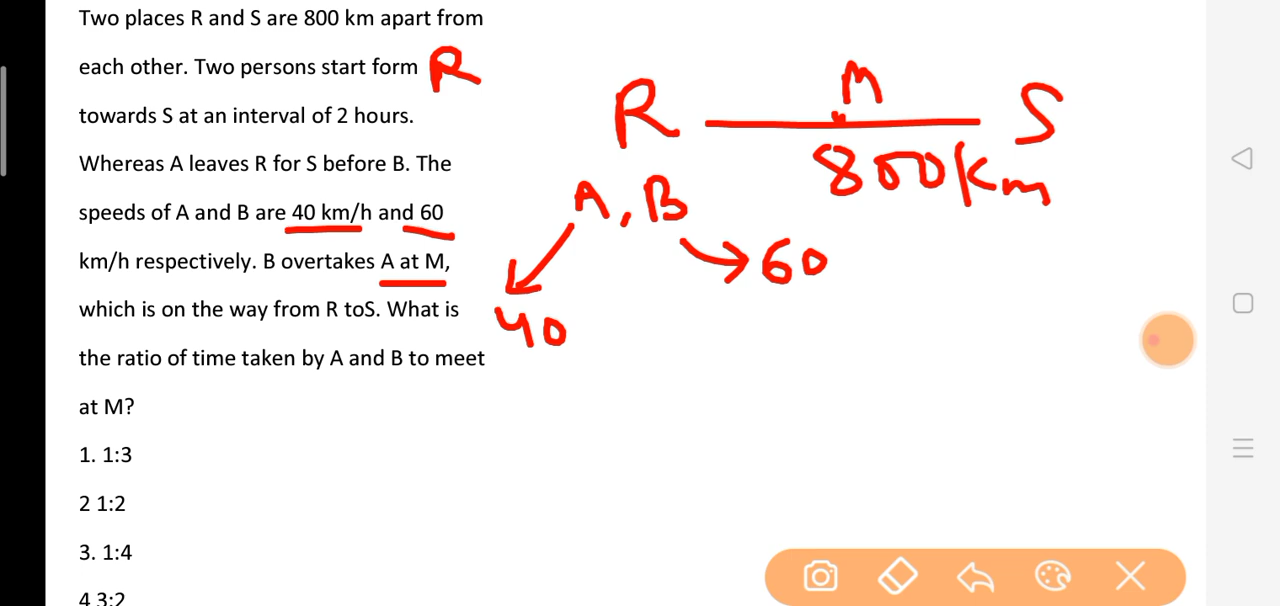 Two places R and S are 800 km apart from
each other. Two persons start form R
towards S at an interval of 2 hours.
Whereas A leaves R for S before B. The
speeds of A and B are 40 km/h and 60
km/h respectively. B overtakes A at M,
which is on the way from R toS. What is
the ratio of time taken by A and B to meet
at M?
1. 1:3
2 1:2
3. 1:4
4 3:2
R M S
800km
A, B
60
40